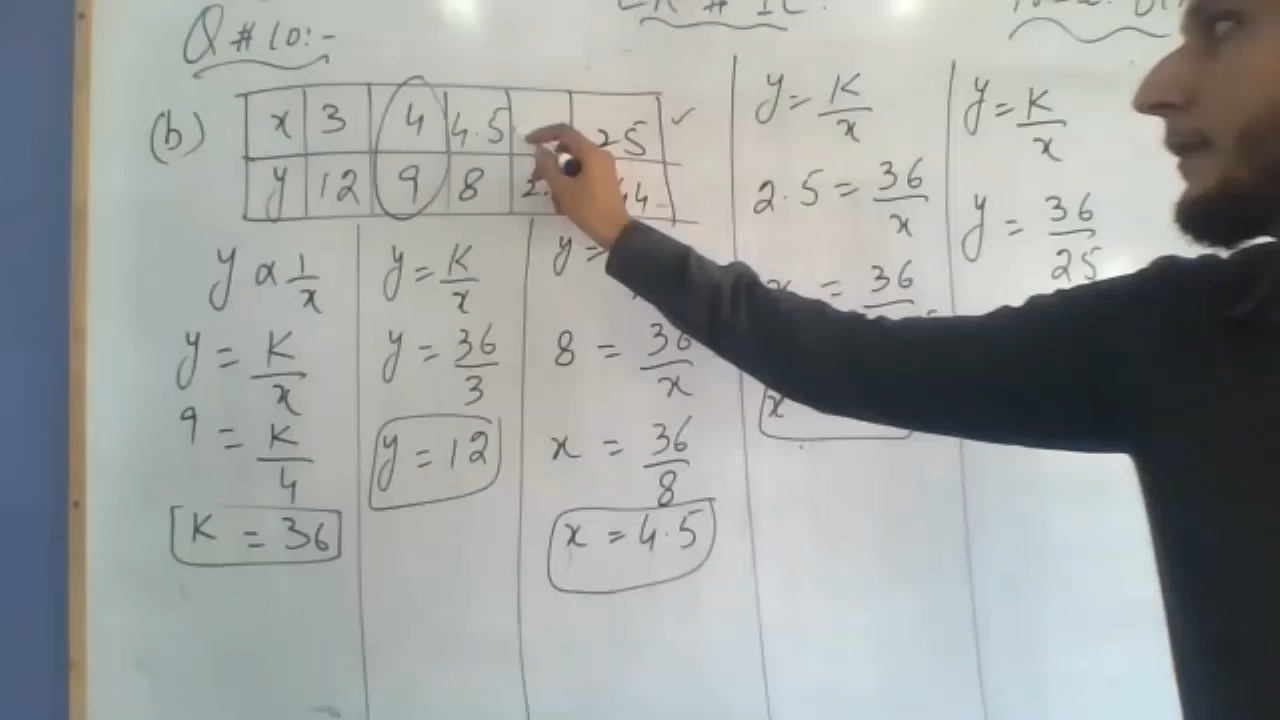 Q # 10:-
(b)
x 3 4 4.5 25 ✓
y 12 9 8 2. 44
y ∝ 1/x
y = K/x
9 = K/4
K = 36
y = K/x
y = 36/3
y = 12
y =
8 = 36/x
x = 36/8
x = 4.5
y = K/x
2.5 = 36/x
x = 36
x
y = K/x
y = 36/25